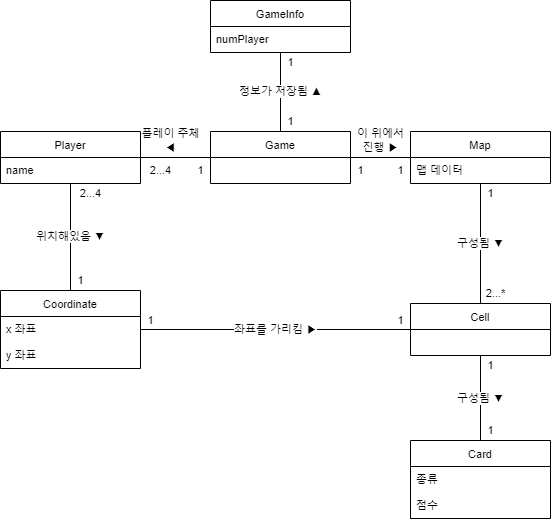 GameInfo
numPlayer
1
정보가 저장됨 ▲
1
Player
name
플레이 주체
◀
2...4
1
Game
이 위에서
진행 ▶
1
1
Map
맵 데이터
2...4
위치해있음 ▼
1
1
구성됨 ▼
2...*
Coordinate
x 좌표
y 좌표
1
좌표를 가리킴 ▶
1
Cell
1
구성됨 ▼
1
Card
종류
점수